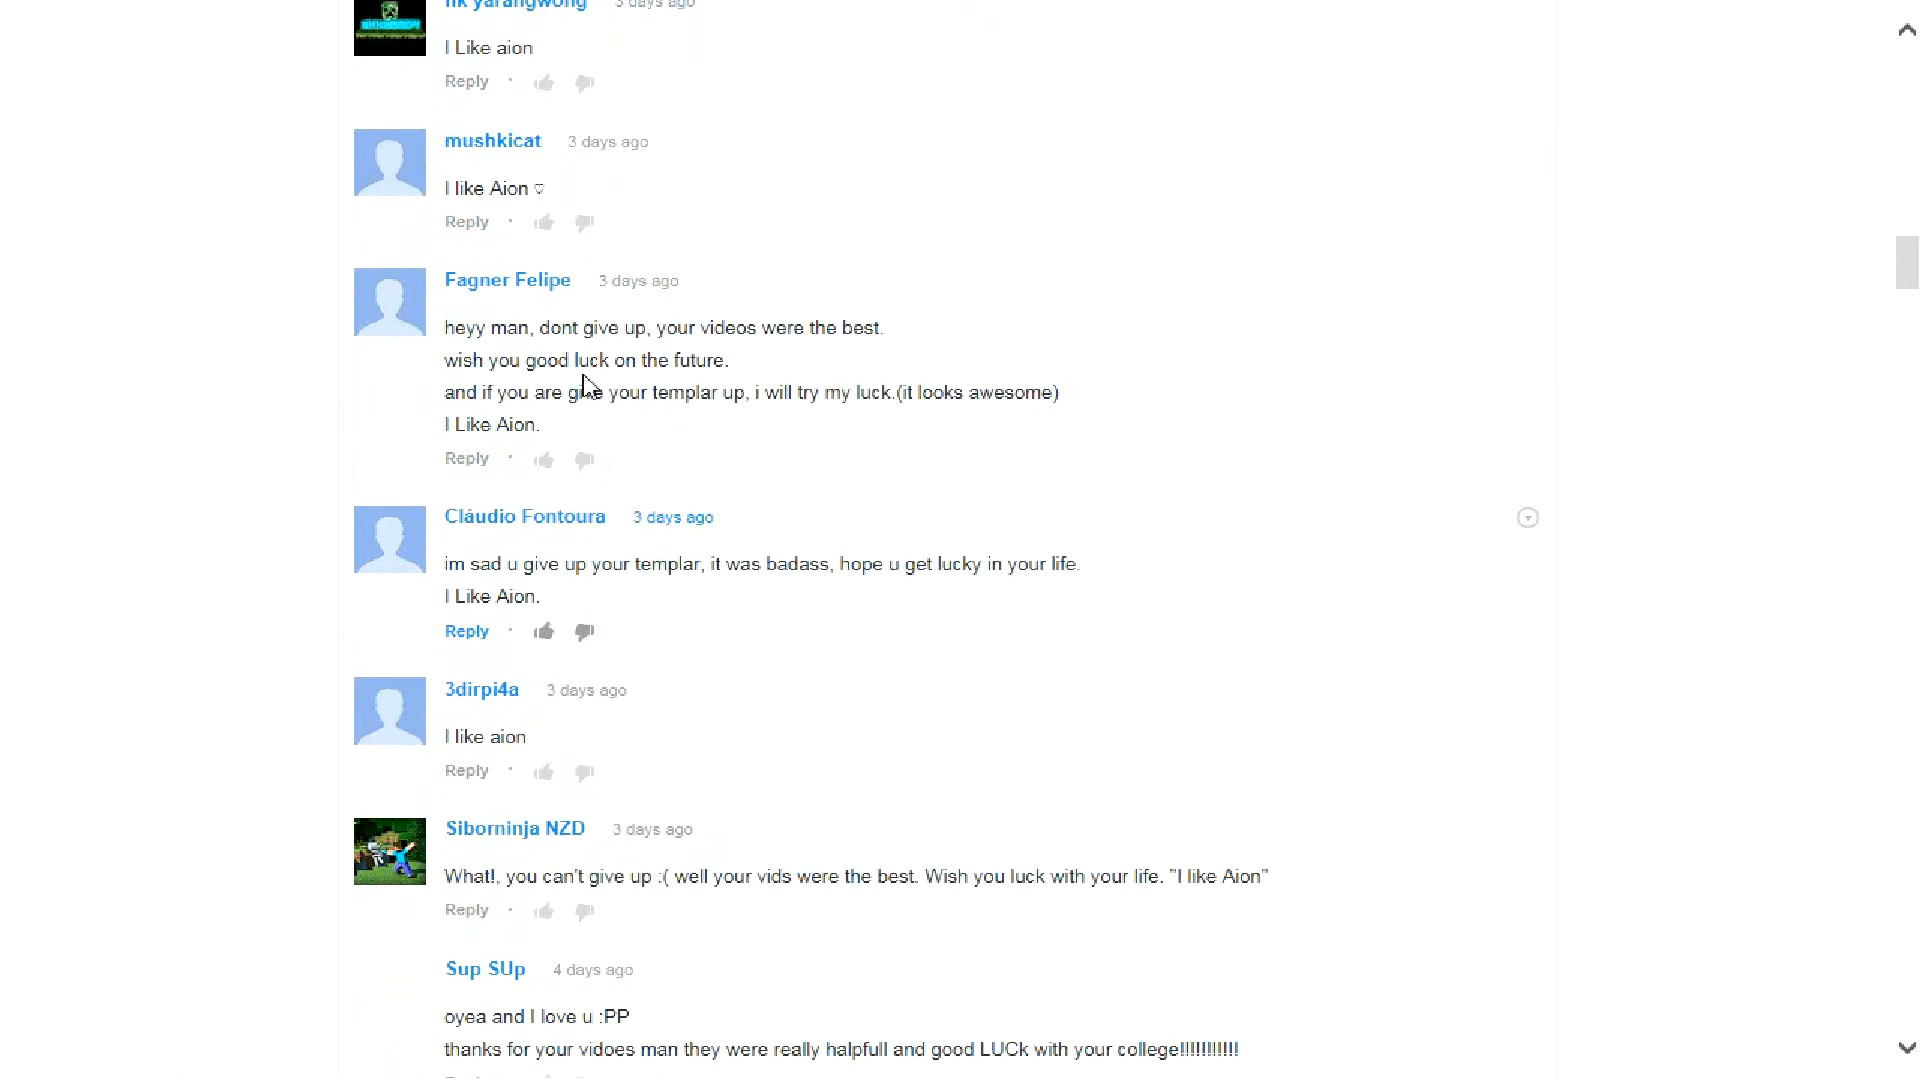 nk yarangwong 3 days ago
I Like aion
Reply
mushkicat 3 days ago
I like Aion ♡
Reply
Fagner Felipe 3 days ago
heyy man, dont give up, your videos were the best.
wish you good luck on the future.
and if you are give your templar up, i will try my luck.(it looks awesome)
I Like Aion.
Reply
Cláudio Fontoura 3 days ago
im sad u give up your templar, it was badass, hope u get lucky in your life.
I Like Aion.
Reply
3dirpi4a 3 days ago
I like aion
Reply
Siborninja NZD 3 days ago
What!, you can't give up :( well your vids were the best. Wish you luck with your life. "I like Aion"
Reply
Sup SUp 4 days ago
oyea and I love u :PP
thanks for your vidoes man they were really halpfull and good LUCk with your college!!!!!!!!!!!